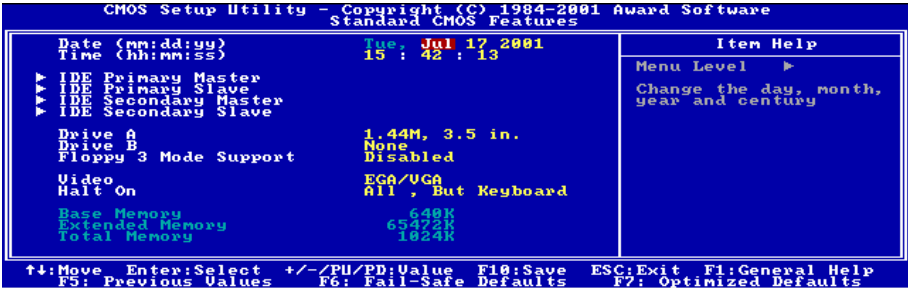 CMOS Setup Utility – Copyright (C) 1984-2001 Award Software
Standard CMOS Features
Date (mm:dd:yy) Tue, Jul 17 2001
Time (hh:mm:ss) 15 : 42 : 13
► IDE Primary Master
► IDE Primary Slave
► IDE Secondary Master
► IDE Secondary Slave
Drive A 1.44M, 3.5 in.
Drive B None
Floppy 3 Mode Support Disabled
Video EGA/VGA
Halt On All , But Keyboard
Base Memory 640K
Extended Memory 65472K
Total Memory 1024K
Item Help
Menu Level ►
Change the day, month,
year and century
↑↓:Move Enter:Select +/-/PU/PD:Value F10:Save ESC:Exit F1:General Help
F5: Previous Values F6: Fail-Safe Defaults F7: Optimized Defaults